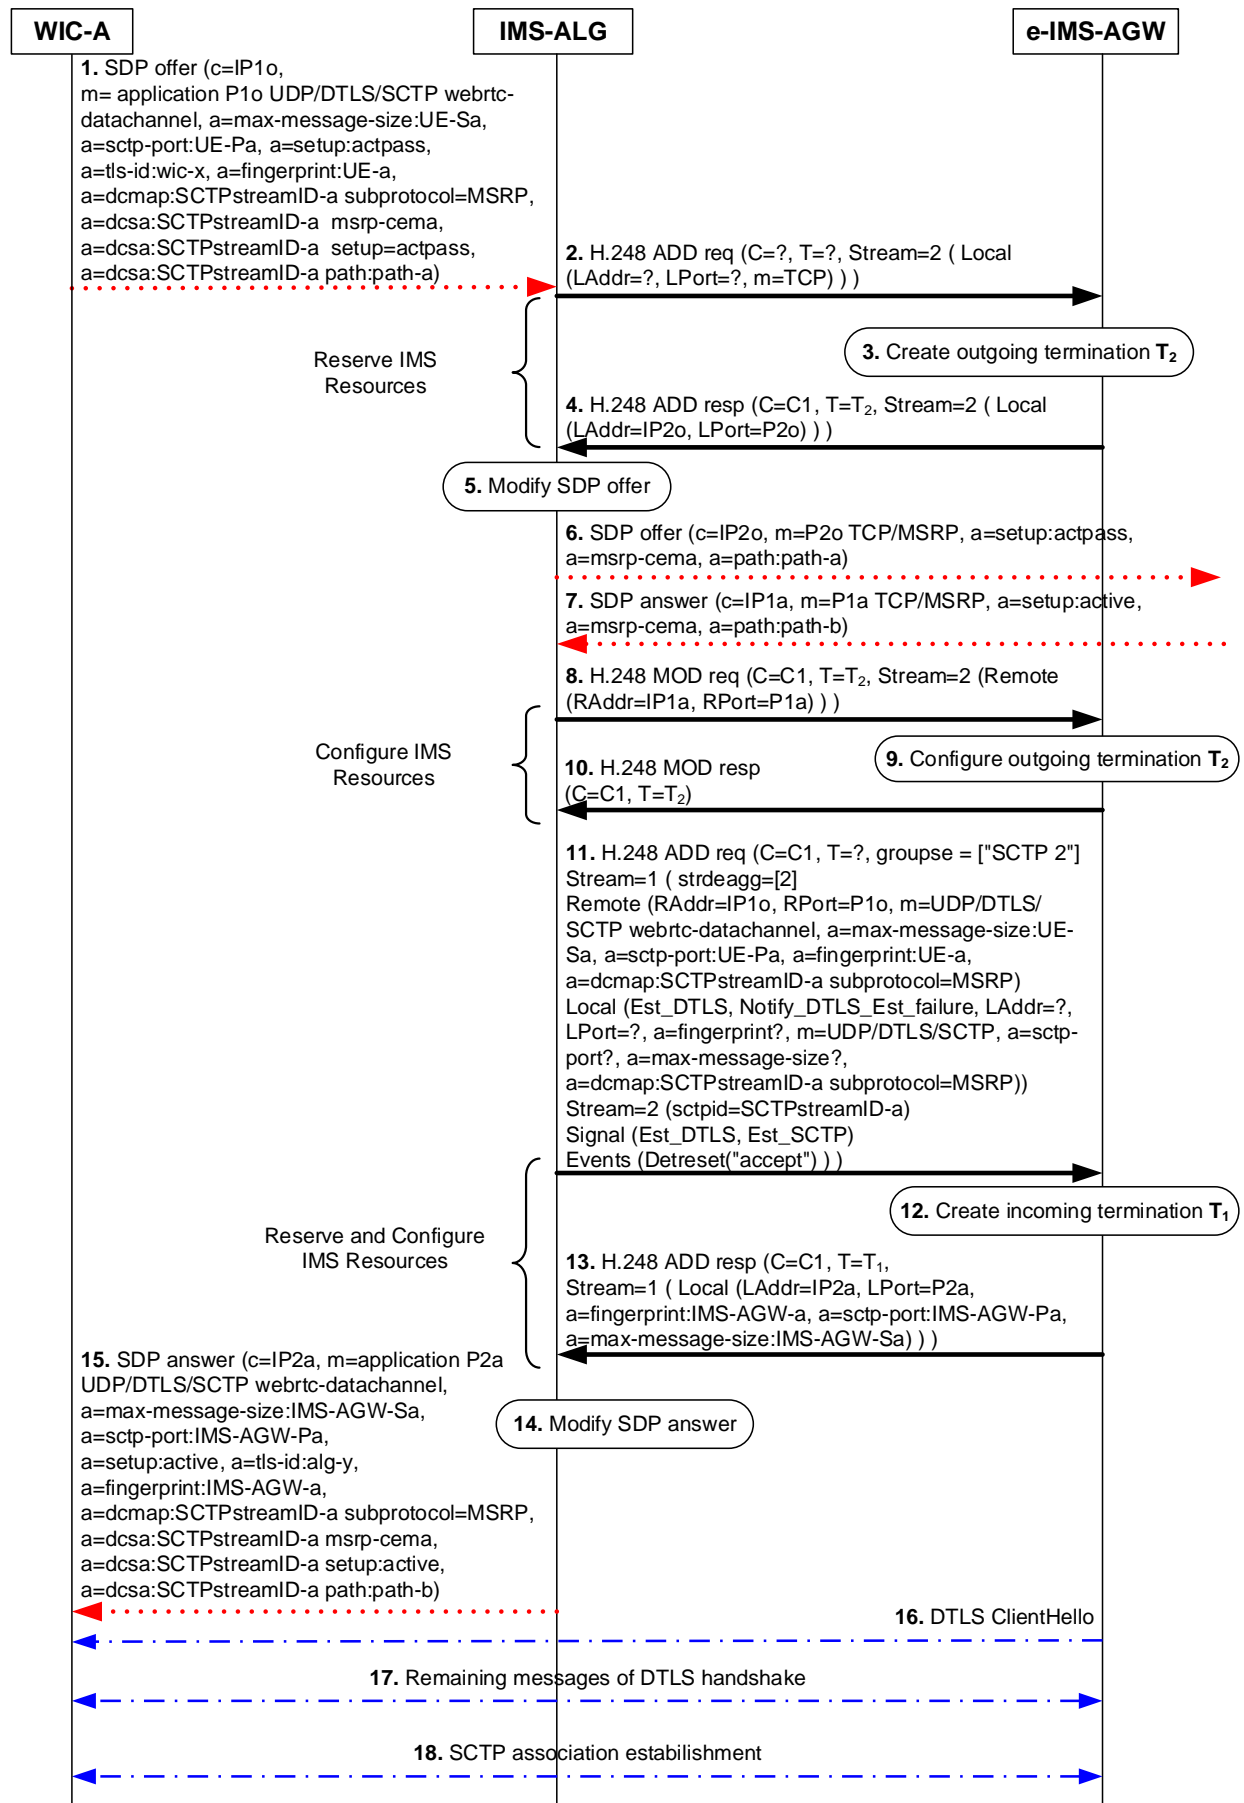 WIC-A
IMS-ALG
e-IMS-AGW
1. SDP offer (c=IP1o,
m= application P1o UDP/DTLS/SCTP webrtc-
datachannel, a=max-message-size:UE-Sa,
a=sctp-port:UE-Pa, a=setup:actpass,
a=tls-id:wic-x, a=fingerprint:UE-a,
a=dcmap:SCTPstreamID-a subprotocol=MSRP,
a=dcsa:SCTPstreamID-a  msrp-cema,
a=dcsa:SCTPstreamID-a  setup=actpass,
a=dcsa:SCTPstreamID-a path:path-a)
2. H.248 ADD req (C=?, T=?, Stream=2 ( Local
(LAddr=?, LPort=?, m=TCP) ) )
Reserve IMS
Resources
3. Create outgoing termination T2
4. H.248 ADD resp (C=C1, T=T2, Stream=2 ( Local
(LAddr=IP2o, LPort=P2o) ) )
5. Modify SDP offer
6. SDP offer (c=IP2o, m=P2o TCP/MSRP, a=setup:actpass,
a=msrp-cema, a=path:path-a)
7. SDP answer (c=IP1a, m=P1a TCP/MSRP, a=setup:active,
a=msrp-cema, a=path:path-b)
8. H.248 MOD req (C=C1, T=T2, Stream=2 (Remote
(RAddr=IP1a, RPort=P1a) ) )
Configure IMS
Resources
9. Configure outgoing termination T2
10. H.248 MOD resp
(C=C1, T=T2)
11. H.248 ADD req (C=C1, T=?, groupse = ["SCTP 2"]
Stream=1 ( strdeagg=[2]
Remote (RAddr=IP1o, RPort=P1o, m=UDP/DTLS/
SCTP webrtc-datachannel, a=max-message-size:UE-
Sa, a=sctp-port:UE-Pa, a=fingerprint:UE-a,
a=dcmap:SCTPstreamID-a subprotocol=MSRP)
Local (Est_DTLS, Notify_DTLS_Est_failure, LAddr=?,
LPort=?, a=fingerprint?, m=UDP/DTLS/SCTP, a=sctp-
port?, a=max-message-size?,
a=dcmap:SCTPstreamID-a subprotocol=MSRP))
Stream=2 (sctpid=SCTPstreamID-a)
Signal (Est_DTLS, Est_SCTP)
Events (Detreset("accept") ) )
12. Create incoming termination T1
Reserve and Configure
IMS Resources
13. H.248 ADD resp (C=C1, T=T1,
Stream=1 ( Local (LAddr=IP2a, LPort=P2a,
a=fingerprint:IMS-AGW-a, a=sctp-port:IMS-AGW-Pa,
a=max-message-size:IMS-AGW-Sa) ) )
14. Modify SDP answer
15. SDP answer (c=IP2a, m=application P2a
UDP/DTLS/SCTP webrtc-datachannel,
a=max-message-size:IMS-AGW-Sa,
a=sctp-port:IMS-AGW-Pa,
a=setup:active, a=tls-id:alg-y,
a=fingerprint:IMS-AGW-a,
a=dcmap:SCTPstreamID-a subprotocol=MSRP,
a=dcsa:SCTPstreamID-a msrp-cema,
a=dcsa:SCTPstreamID-a setup:active,
a=dcsa:SCTPstreamID-a path:path-b)
16. DTLS ClientHello
17. Remaining messages of DTLS handshake
18. SCTP association estabilishment